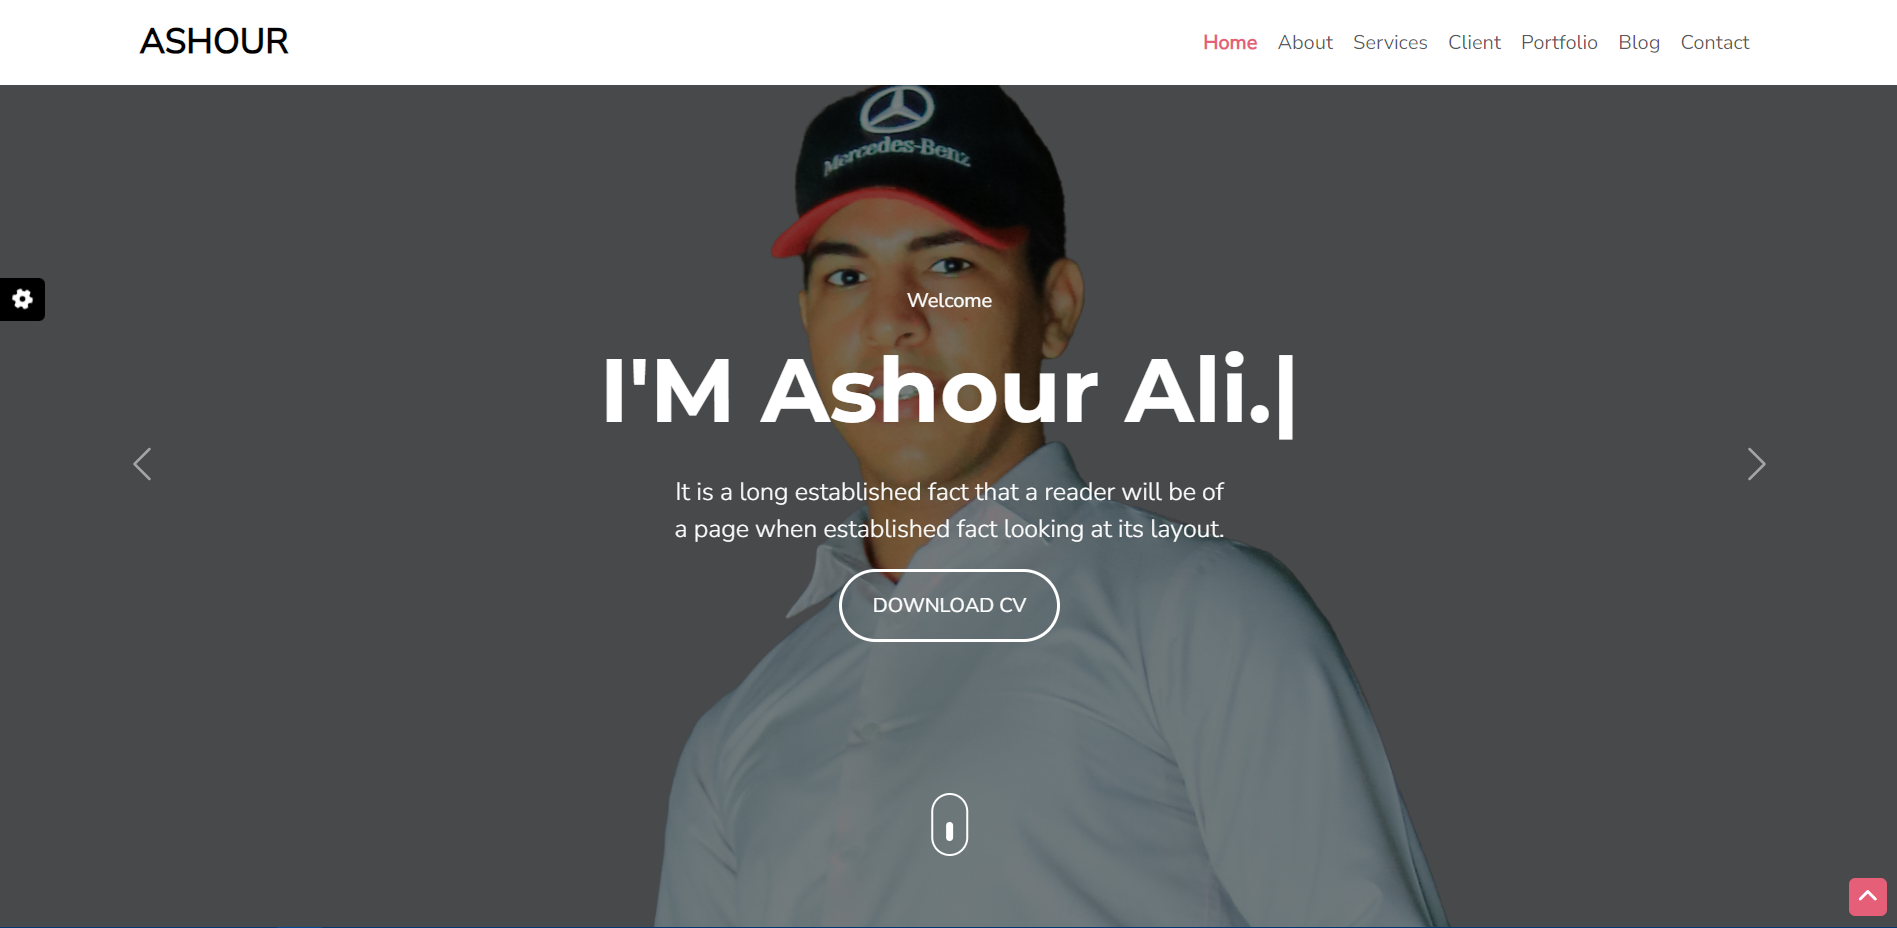 ASHOUR
Home About Services Client Portfolio Blog Contact
Mercedes-Benz
Welcome
I'M Ashour Ali.|
It is a long established fact that a reader will be of
a page when established fact looking at its layout.
DOWNLOAD CV